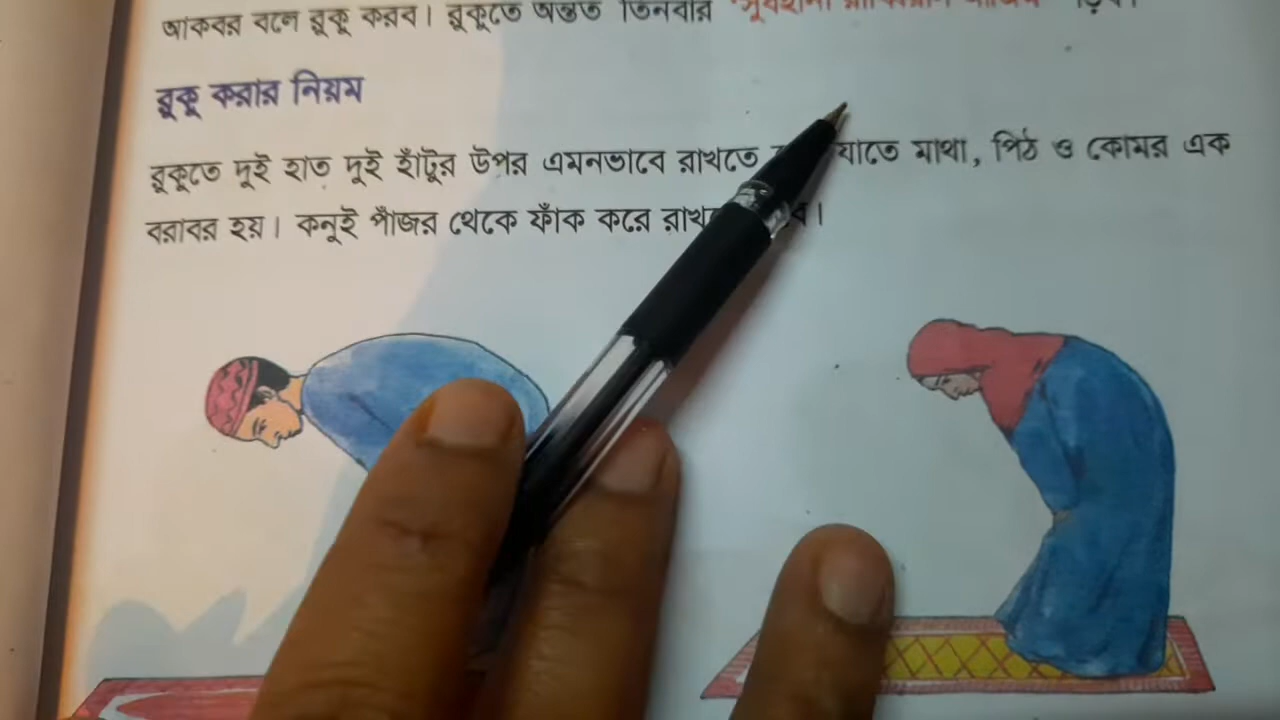 আকবর বলে রুকু করব। রুকুতে অন্তত তিনবার
রুকু করার নিয়ম
রুকুতে দুই হাত দুই হাঁটুর উপর এমনভাবে রাখতে যাতে মাথা, পিঠ ও কোমর এক
বরাবর হয়। কনুই পাঁজর থেকে ফাঁক করে